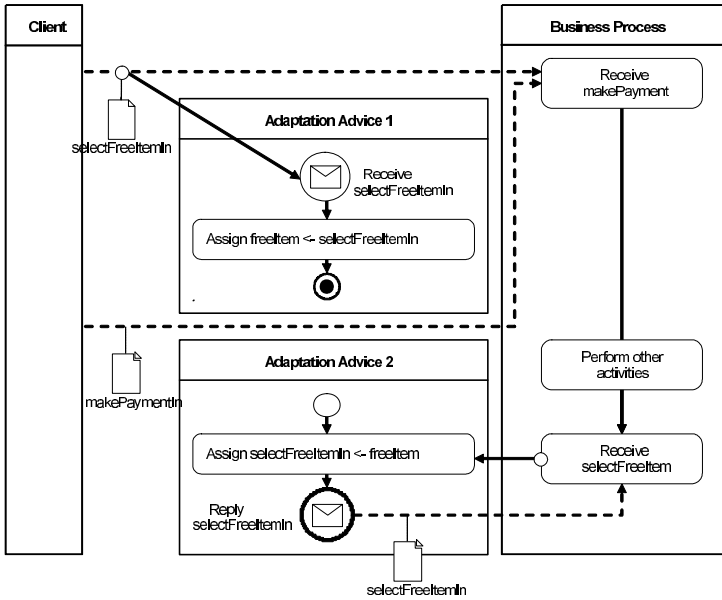 Client
Business Process
Receive
makePayment
selectFreeItemIn
Adaptation Advice 1
Receive
selectFreeItemIn
Assign freeItem <- selectFreeItemIn
makePaymentIn
Adaptation Advice 2
Perform other
activities
Assign selectFreeItemIn <- freeItem
Receive
selectFreeItem
Reply
selectFreeItemIn
selectFreeItemIn